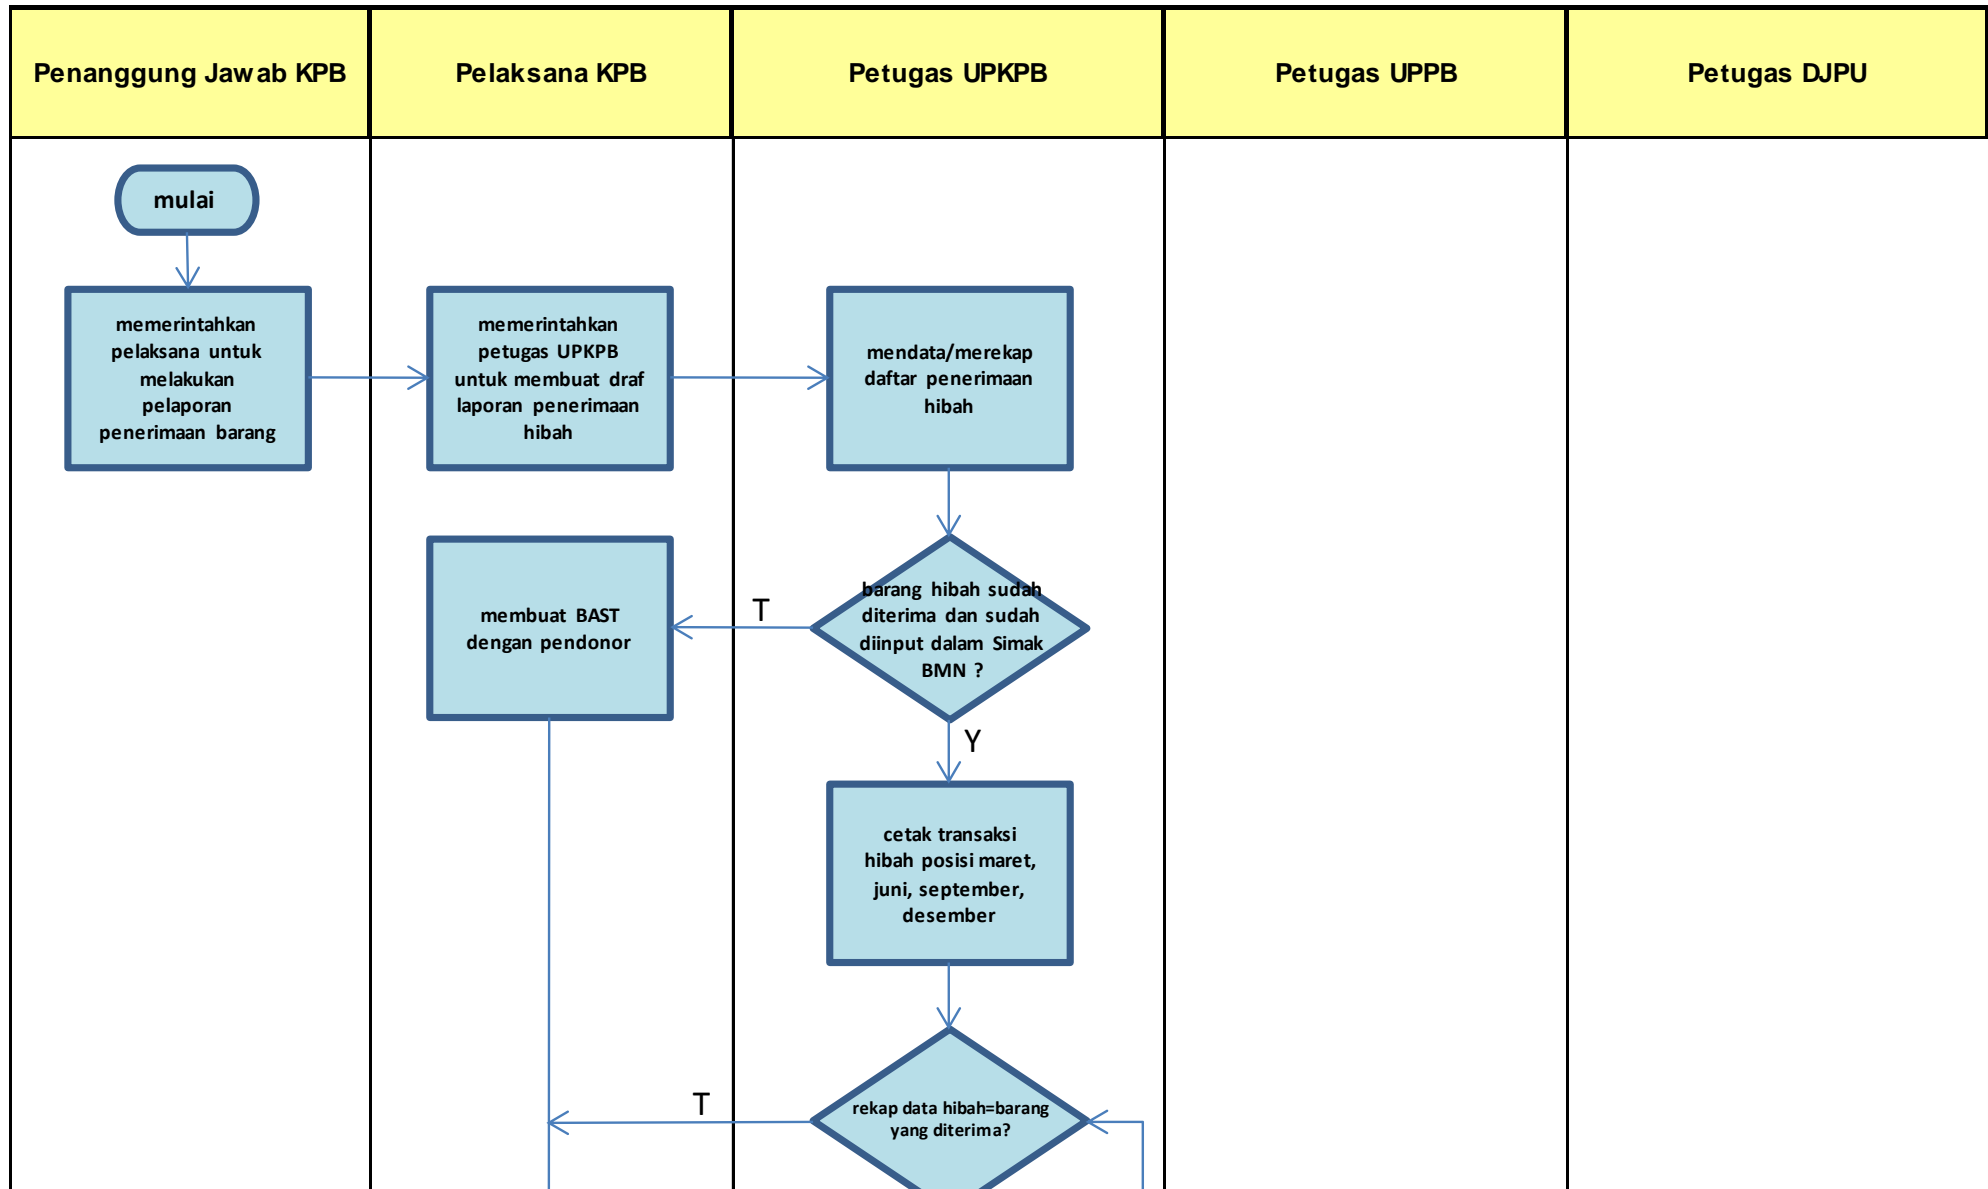 Penanggung Jawab KPB
Pelaksana KPB
Petugas UPKPB
Petugas UPPB
Petugas DJPU
mulai
memerintahkan
pelaksana untuk
melakukan
pelaporan
penerimaan barang
memerintahkan
petugas UPKPB
untuk membuat draf
laporan penerimaan
hibah
mendata/merekap
daftar penerimaan
hibah
membuat BAST
dengan pendonor
T
barang hibah sudah
diterima dan sudah
diinput dalam Simak
BMN ?
Y
cetak transaksi
hibah posisi maret,
juni, september,
desember
T
rekap data hibah=barang
yang diterima?